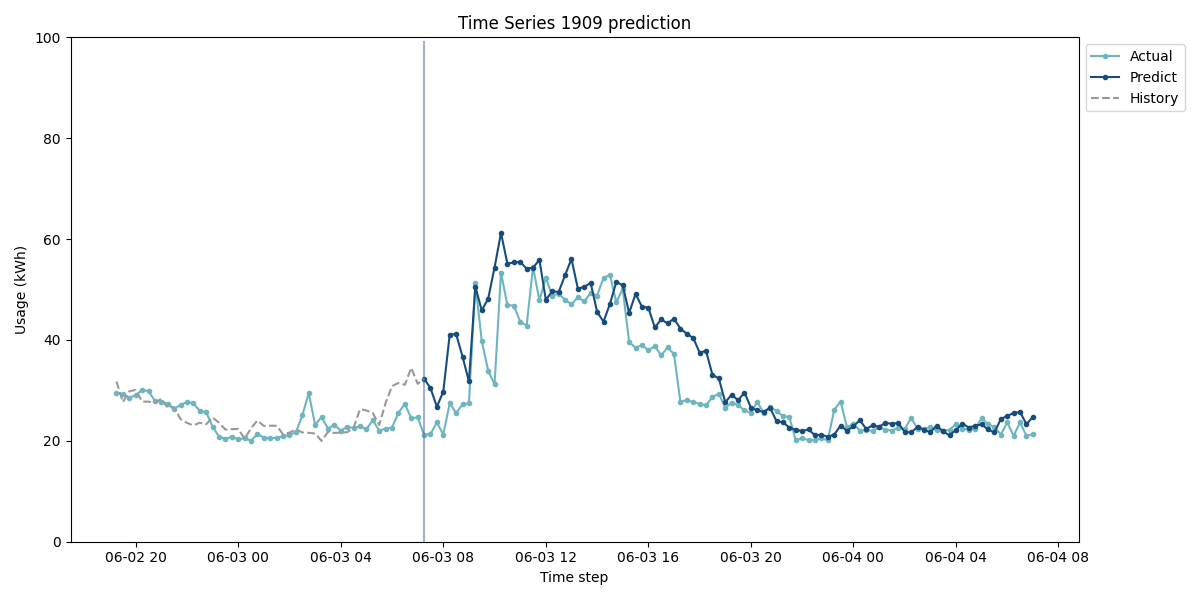 Time Series 1909 prediction
100
80
60
40
20
0
Usage (kWh)
06-02 20
06-03 00
06-03 04
06-03 08
06-03 12
06-03 16
06-03 20
06-04 00
06-04 04
06-04 08
Time step
Actual
Predict
History